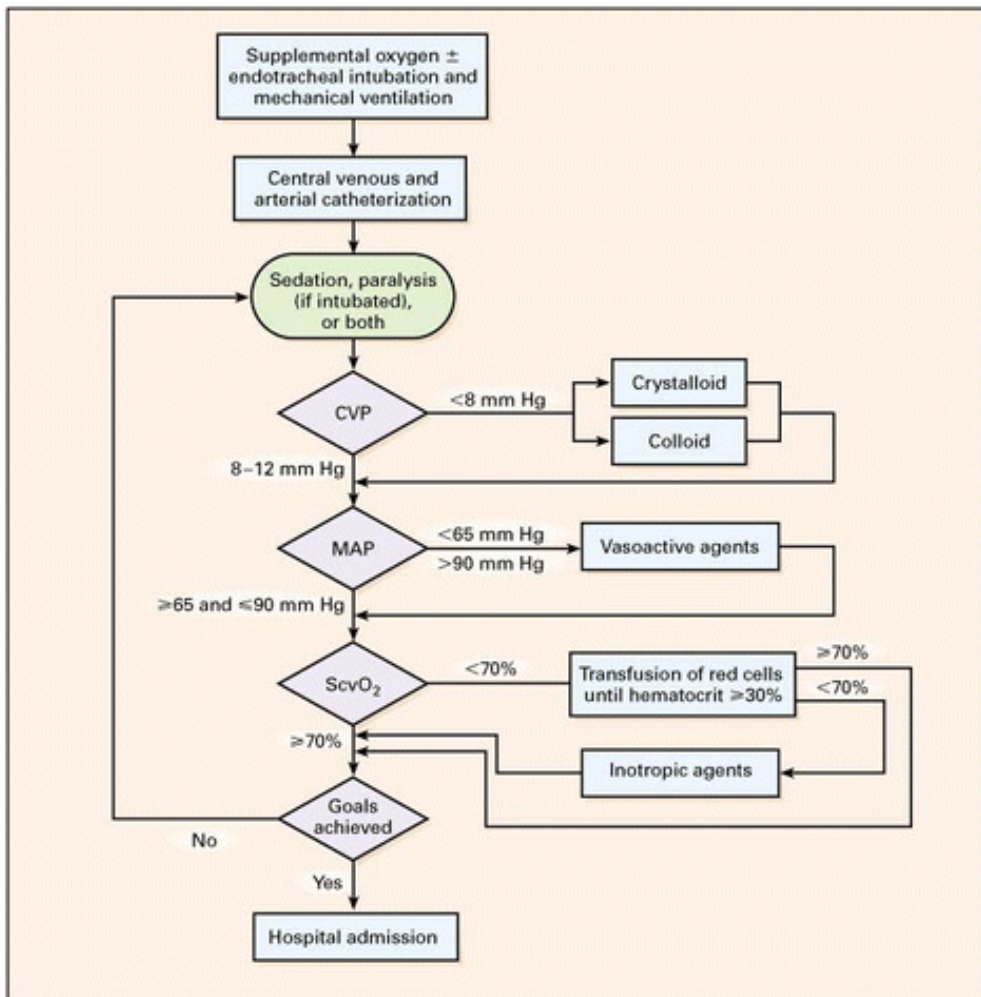 Supplemental oxygen ±
endotracheal intubation and
mechanical ventilation
Central venous and
arterial catheterization
Sedation, paralysis
(if intubated),
or both
CVP
<8 mm Hg
Crystalloid
Colloid
8–12 mm Hg
MAP
<65 mm Hg
>90 mm Hg
Vasoactive agents
≥65 and ≤90 mm Hg
ScvO₂
<70%
Transfusion of red cells
until hematocrit ≥30%
≥70%
<70%
≥70%
Inotropic agents
Goals
achieved
No
Yes
Hospital admission